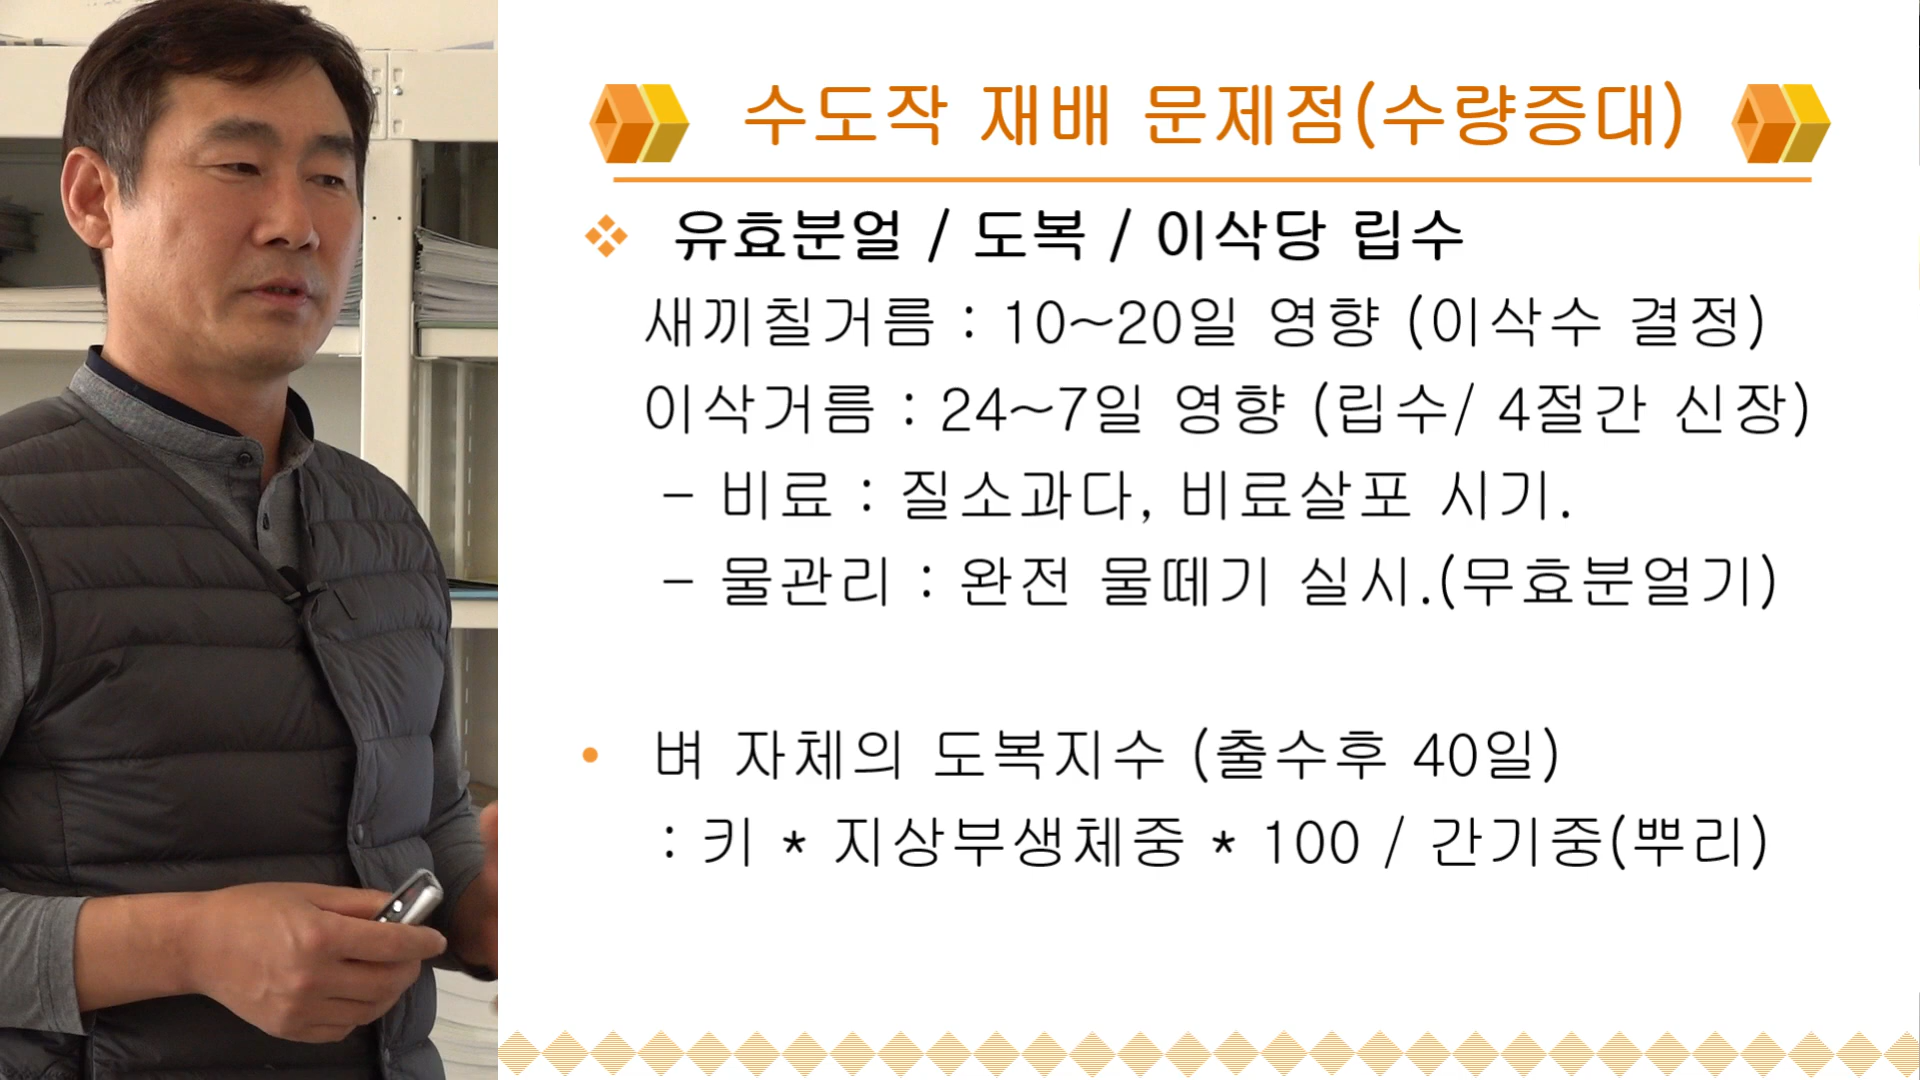 수도작 재배 문제점(수량증대)
유효분얼 / 도복 / 이삭당 립수
새끼칠거름 : 10~20일 영향 (이삭수 결정)
이삭거름 : 24~7일 영향 (립수/ 4절간 신장)
- 비료 : 질소과다, 비료살포 시기.
- 물관리 : 완전 물떼기 실시.(무효분얼기)
• 벼 자체의 도복지수 (출수후 40일)
: 키 * 지상부생체중 * 100 / 간기중(뿌리)